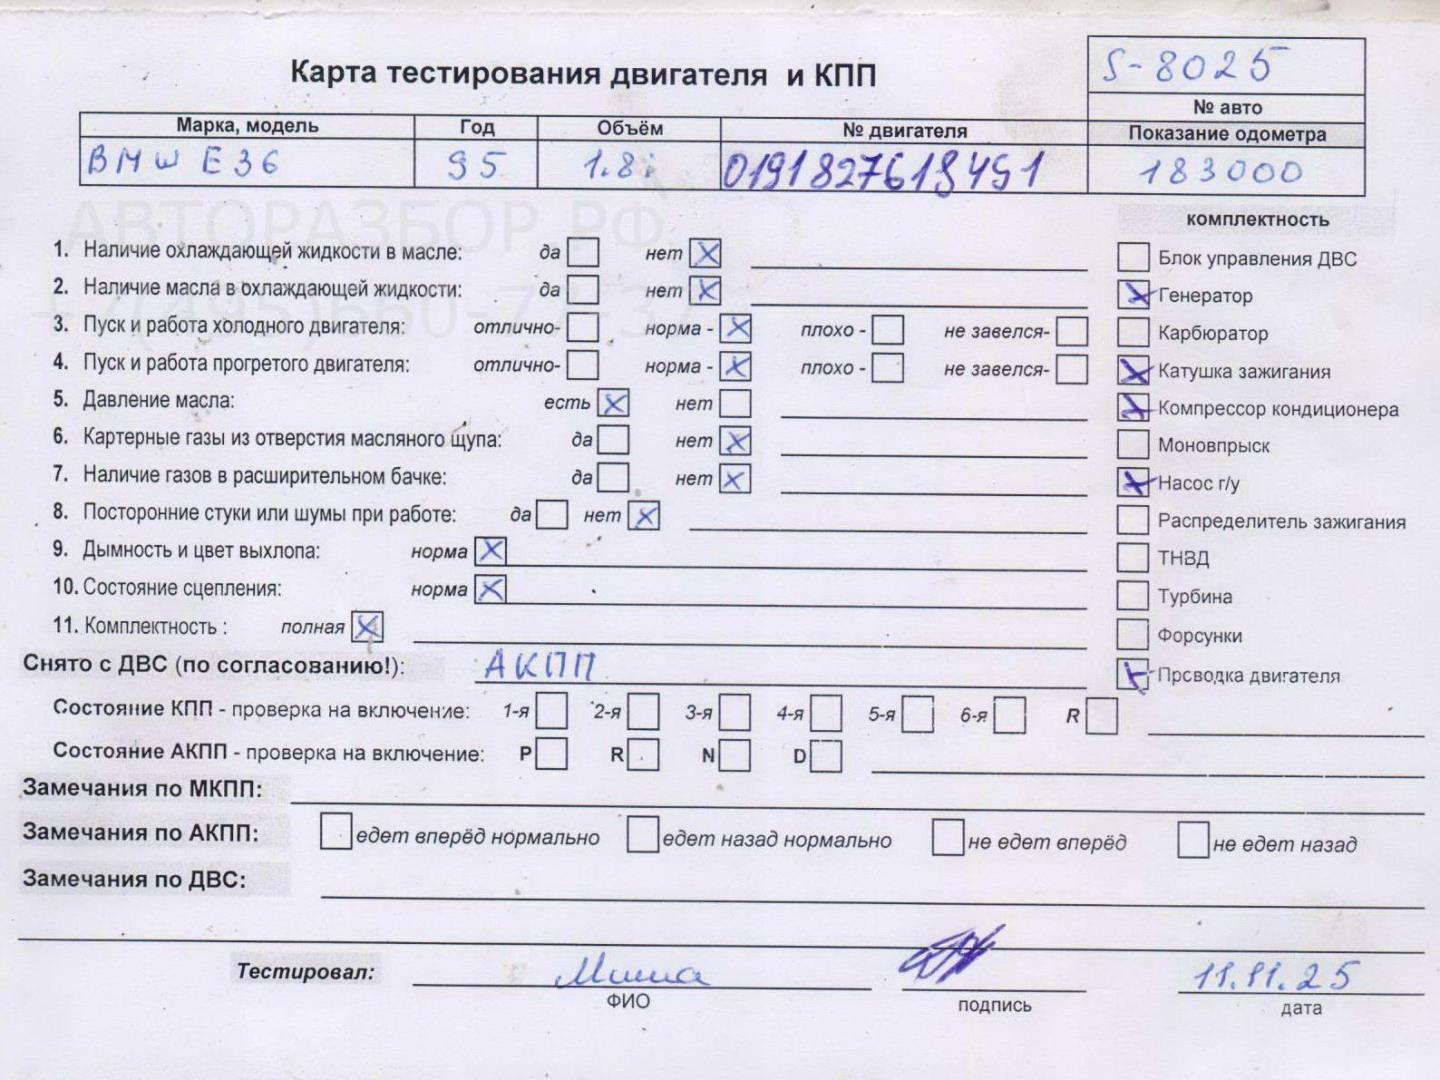 Карта тестирования двигателя и КПП
S-8025
№ авто
Марка, модель Год Объём № двигателя Показание одометра
BMW E36 95 1.8i 183000
АВТОРАЗБОР.РФ
комплектность
1. Наличие охлаждающей жидкости в масле: да нет
Блок управления ДВС
2. Наличие масла в охлаждающей жидкости: да нет
Генератор
3. Пуск и работа холодного двигателя: отлично- норма - плохо - не завелся-
Карбюратор
4. Пуск и работа прогретого двигателя: отлично- норма - плохо - не завелся-
Катушка зажигания
5. Давление масла: есть нет
Компрессор кондиционера
6. Картерные газы из отверстия масляного щупа: да нет
Моновпрыск
7. Наличие газов в расширительном бачке: да нет
Насос г/у
8. Посторонние стуки или шумы при работе: да нет
Распределитель зажигания
9. Дымность и цвет выхлопа: норма
ТНВД
10. Состояние сцепления: норма
Турбина
11. Комплектность : полная
Форсунки
Снято с ДВС (по согласованию!): АКПП
Проводка двигателя
Состояние КПП - проверка на включение: 1-я 2-я 3-я 4-я 5-я 6-я R
Состояние АКПП - проверка на включение: P R N D
Замечания по МКПП:
Замечания по АКПП: едет вперёд нормально едет назад нормально не едет вперёд не едет назад
Замечания по ДВС:
Тестировал: Миша 11.11.25
ФИО подпись дата